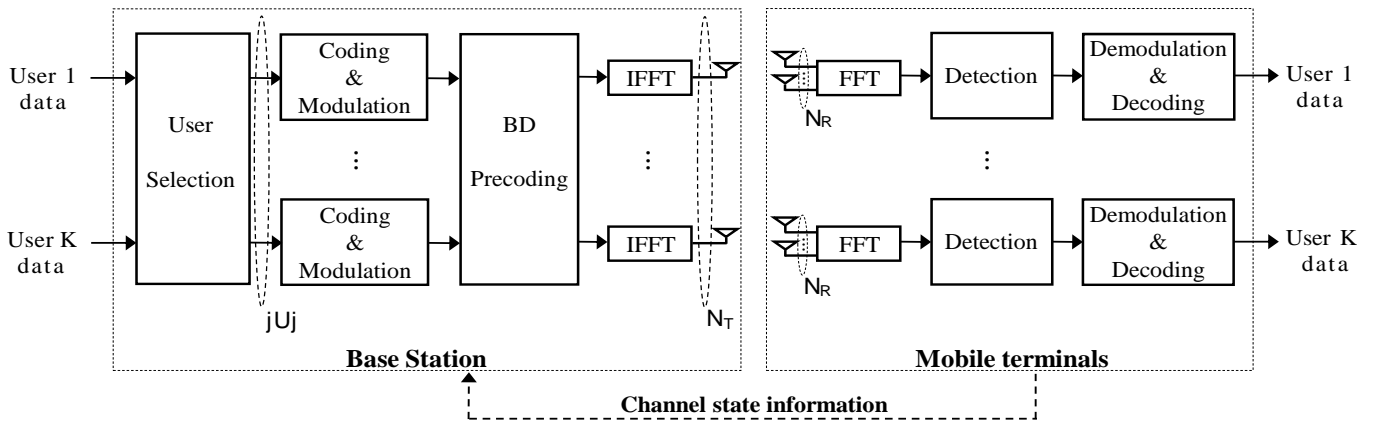 User 1
data
User K
data
User
Selection
jUj
Coding
&
Modulation
⋮
Coding
&
Modulation
BD
Precoding
IFFT
⋮
IFFT
N_T
Base Station
N_R
FFT
Detection
Demodulation
&
Decoding
User 1
data
⋮
N_R
FFT
Detection
Demodulation
&
Decoding
User K
data
Mobile terminals
Channel state information